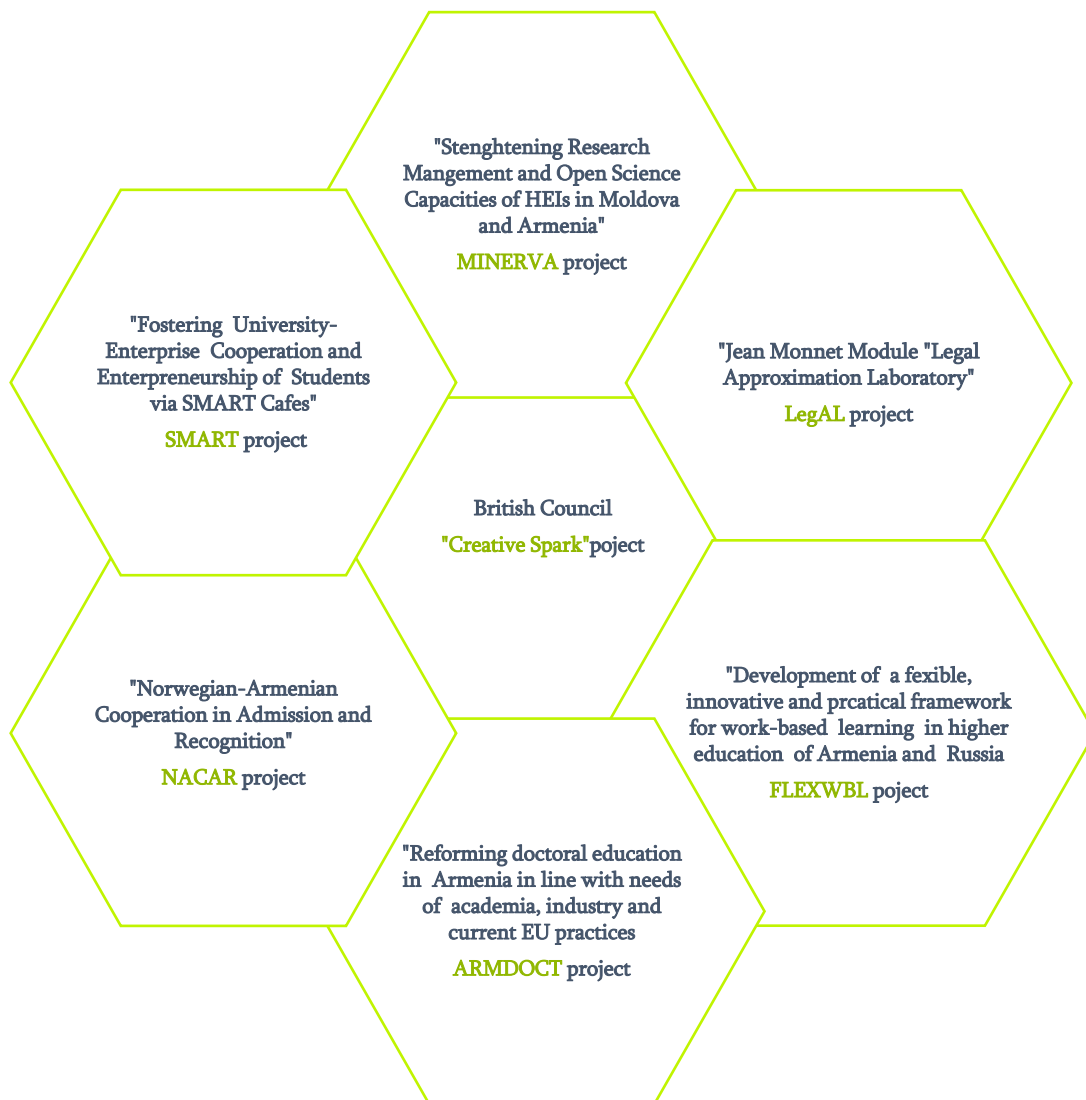 "Stenghtening Research
Mangement and Open Science
Capacities of HEIs in Moldova
and Armenia"
MINERVA project
"Fostering University-
Enterprise Cooperation and
Enterpreneurship of Students
via SMART Cafes"
SMART project
"Jean Monnet Module "Legal
Approximation Laboratory"
LegAL project
British Council
"Creative Spark"poject
"Norwegian-Armenian
Cooperation in Admission and
Recognition"
NACAR project
"Development of a fexible,
innovative and prcatical framework
for work-based learning in higher
education of Armenia and Russia
FLEXWBL poject
"Reforming doctoral education
in Armenia in line with needs
of academia, industry and
current EU practices
ARMDOCT project